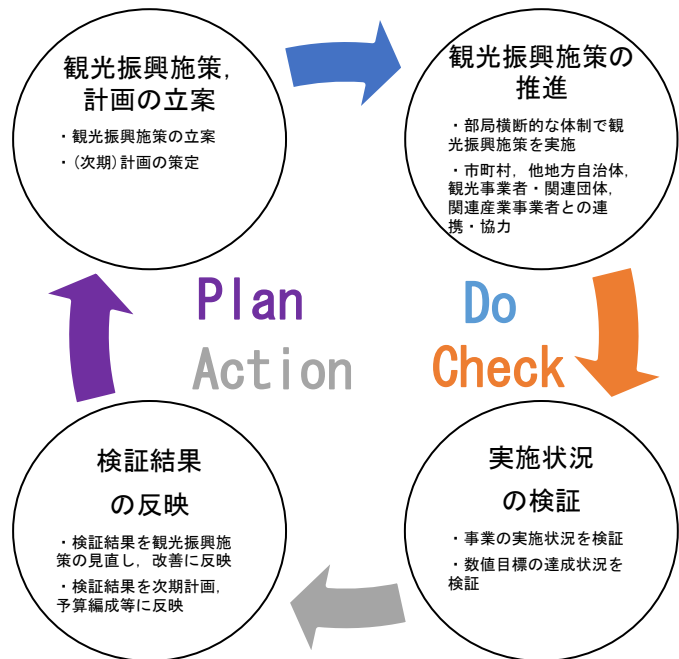 観光振興施策,
計画の立案
・観光振興施策の立案
・(次期)計画の策定
観光振興施策の
推進
・部局横断的な体制で観
光振興施策を実施
・市町村, 他地方自治体,
観光事業者・関連団体,
関連産業事業者との連
携・協力
Plan
Do
Action
Check
検証結果
の反映
・検証結果を観光振興施
策の見直し, 改善に反映
・検証結果を次期計画,
予算編成等に反映
実施状況
の検証
・事業の実施状況を検証
・数値目標の達成状況を
検証